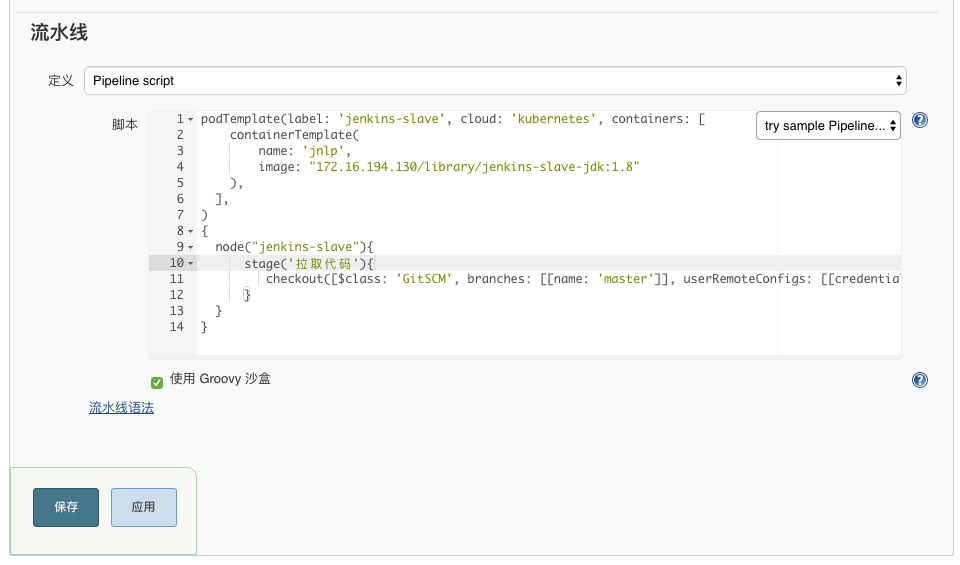 流水线
定义
Pipeline script
脚本
try sample Pipeline...
1 podTemplate(label: 'jenkins-slave', cloud: 'kubernetes', containers: [
2 containerTemplate(
3 name: 'jnlp',
4 image: "172.16.194.130/library/jenkins-slave-jdk:1.8"
5 ),
6 ],
7 )
8 {
9 node("jenkins-slave"){
10 stage('拉取代码'){
11 checkout([$class: 'GitSCM', branches: [[name: 'master']], userRemoteConfigs: [[credentia
12 }
13 }
14 }
使用 Groovy 沙盒
流水线语法
保存
应用